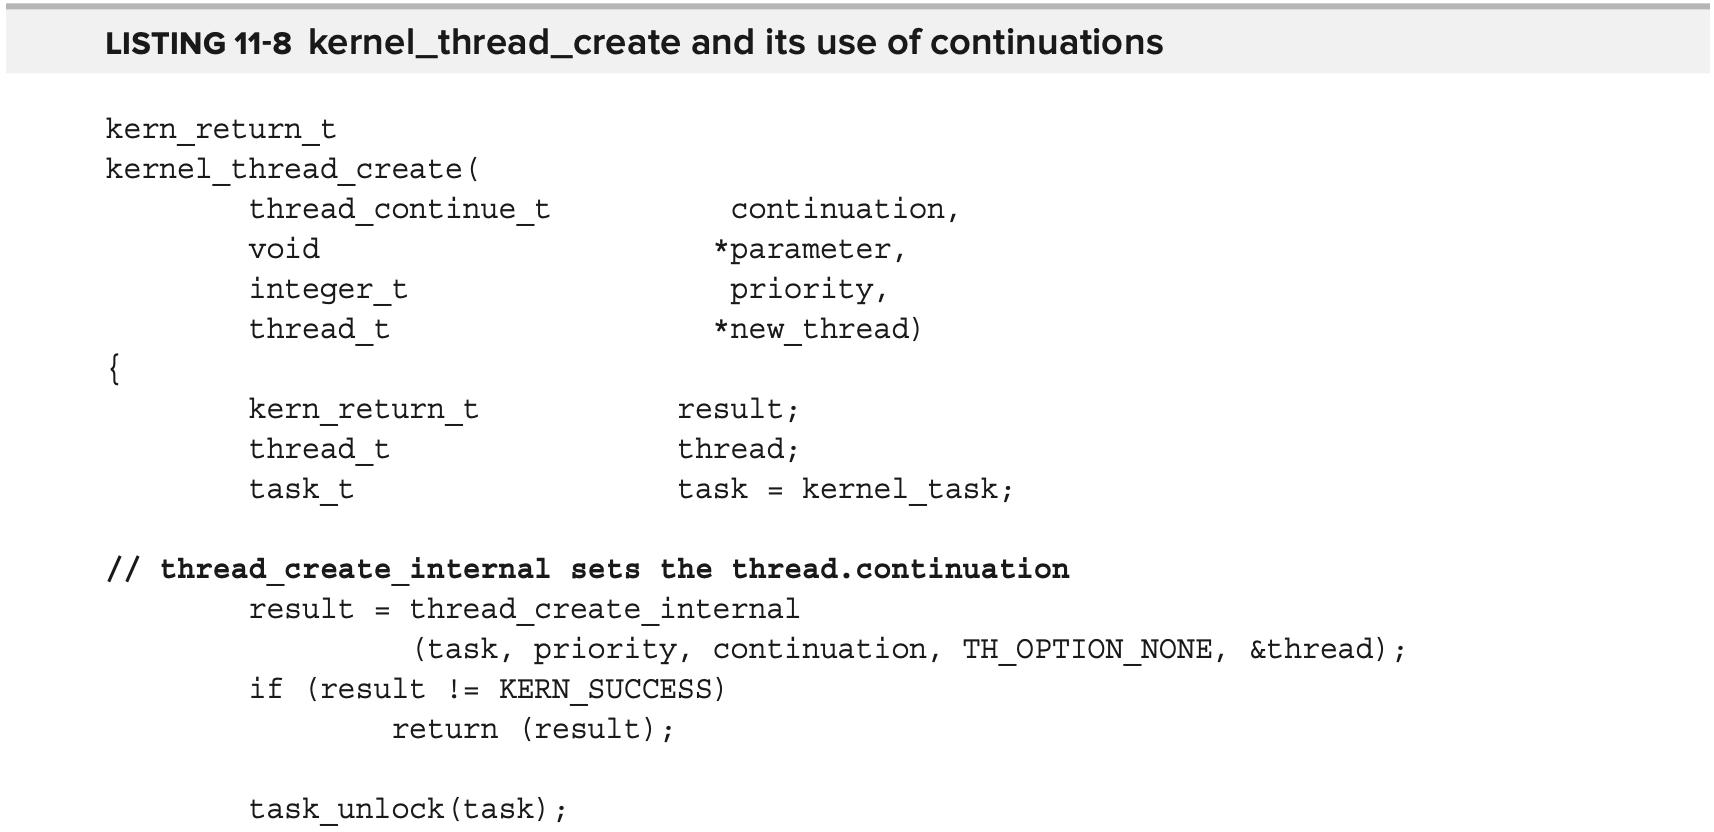 LISTING 11-8 kernel_thread_create and its use of continuations
kern_return_t
kernel_thread_create(
        thread_continue_t          continuation,
        void                      *parameter,
        integer_t                  priority,
        thread_t                  *new_thread)
{
        kern_return_t           result;
        thread_t                thread;
        task_t                  task = kernel_task;
// thread_create_internal sets the thread.continuation
        result = thread_create_internal
                 (task, priority, continuation, TH_OPTION_NONE, &thread);
        if (result != KERN_SUCCESS)
                return (result);
        task_unlock(task);